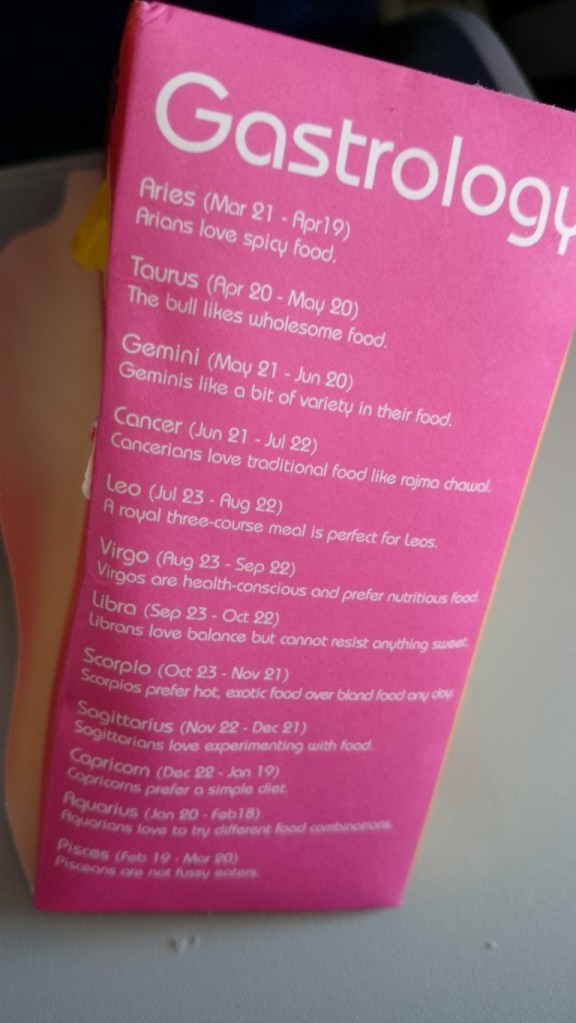 Gastrology
Aries (Mar 21 - Apr19)
Arians love spicy food.
Taurus (Apr 20 - May 20)
The bull likes wholesome food.
Gemini (May 21 - Jun 20)
Geminis like a bit of variety in their food.
Cancer (Jun 21 - Jul 22)
Cancerians love traditional food like rajma chawal.
Leo (Jul 23 - Aug 22)
A royal three-course meal is perfect for Leos.
Virgo (Aug 23 - Sep 22)
Virgos are health-conscious and prefer nutritious food.
Libra (Sep 23 - Oct 22)
Librans love balance but cannot resist anything sweet.
Scorpio (Oct 23 - Nov 21)
Scorpios prefer hot, exotic food over bland food any day.
Sagittarius (Nov 22 - Dec 21)
Sagittarians love experimenting with food.
Capricorn (Dec 22 - Jan 19)
Capricorns prefer a simple diet.
Aquarius (Jan 20 - Feb18)
Aquarians love to try different food combinations.
Pisces (Feb 19 - Mar 20)
Pisceans are not fussy eaters.